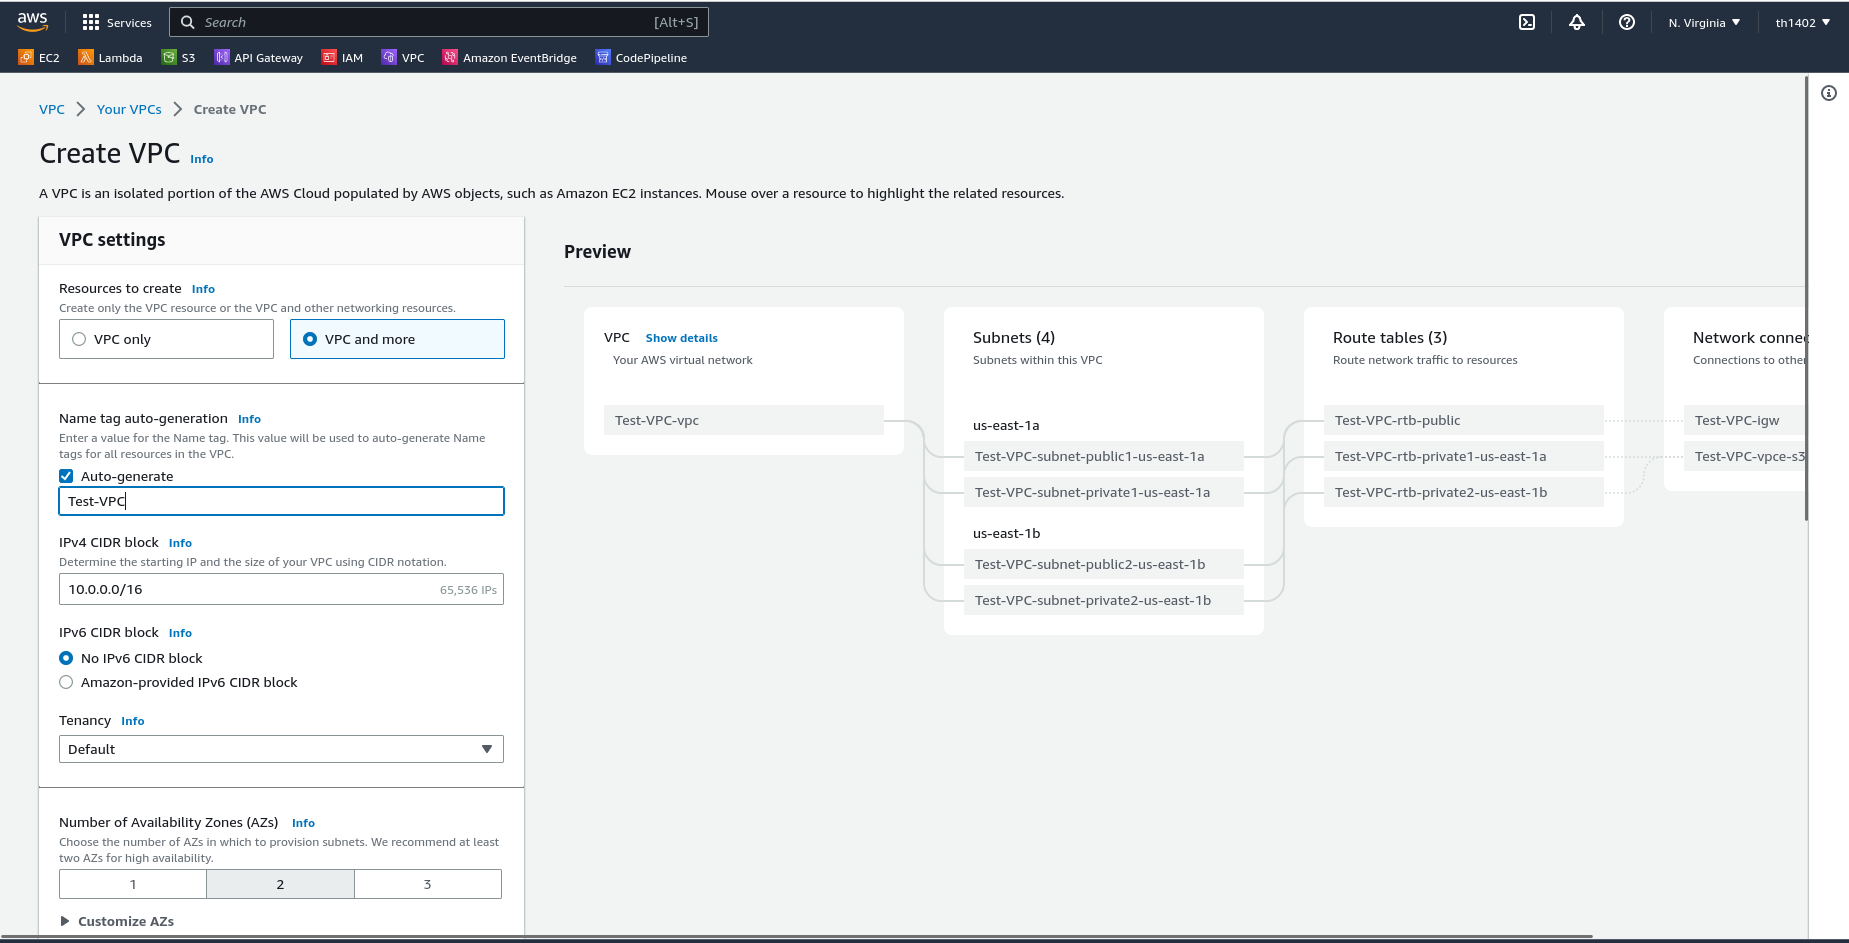 aws
Services
Search
[Alt+S]
N. Virginia
th1402
EC2
Lambda
S3
API Gateway
IAM
VPC
Amazon EventBridge
CodePipeline
VPC
Your VPCs
Create VPC
Create VPC Info
A VPC is an isolated portion of the AWS Cloud populated by AWS objects, such as Amazon EC2 instances. Mouse over a resource to highlight the related resources.
VPC settings
Resources to create Info
Create only the VPC resource or the VPC and other networking resources.
VPC only
VPC and more
Name tag auto-generation Info
Enter a value for the Name tag. This value will be used to auto-generate Name
tags for all resources in the VPC.
Auto-generate
Test-VPC
IPv4 CIDR block Info
Determine the starting IP and the size of your VPC using CIDR notation.
10.0.0.0/16
65,536 IPs
IPv6 CIDR block Info
No IPv6 CIDR block
Amazon-provided IPv6 CIDR block
Tenancy Info
Default
Number of Availability Zones (AZs) Info
Choose the number of AZs in which to provision subnets. We recommend at least
two AZs for high availability.
1
2
3
Customize AZs
Preview
VPC Show details
Your AWS virtual network
Test-VPC-vpc
Subnets (4)
Subnets within this VPC
us-east-1a
Test-VPC-subnet-public1-us-east-1a
Test-VPC-subnet-private1-us-east-1a
us-east-1b
Test-VPC-subnet-public2-us-east-1b
Test-VPC-subnet-private2-us-east-1b
Route tables (3)
Route network traffic to resources
Test-VPC-rtb-public
Test-VPC-rtb-private1-us-east-1a
Test-VPC-rtb-private2-us-east-1b
Network connec
Connections to other
Test-VPC-igw
Test-VPC-vpce-s3